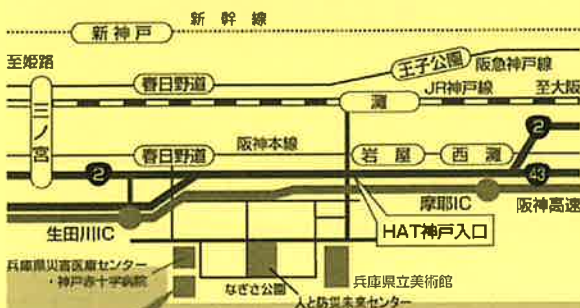 新幹線
新神戸
至姫路
王子公園
阪急神戸線
春日野道
JR神戸線
至大阪
三ノ宮
灘
2
春日野道
阪神本線
岩屋
西灘
2
43
生田川IC
摩耶IC
阪神高速
HAT神戸入口
兵庫県災害医療センター
・神戸赤十字病院
なぎさ公園
兵庫県立美術館
人と防災未来センター